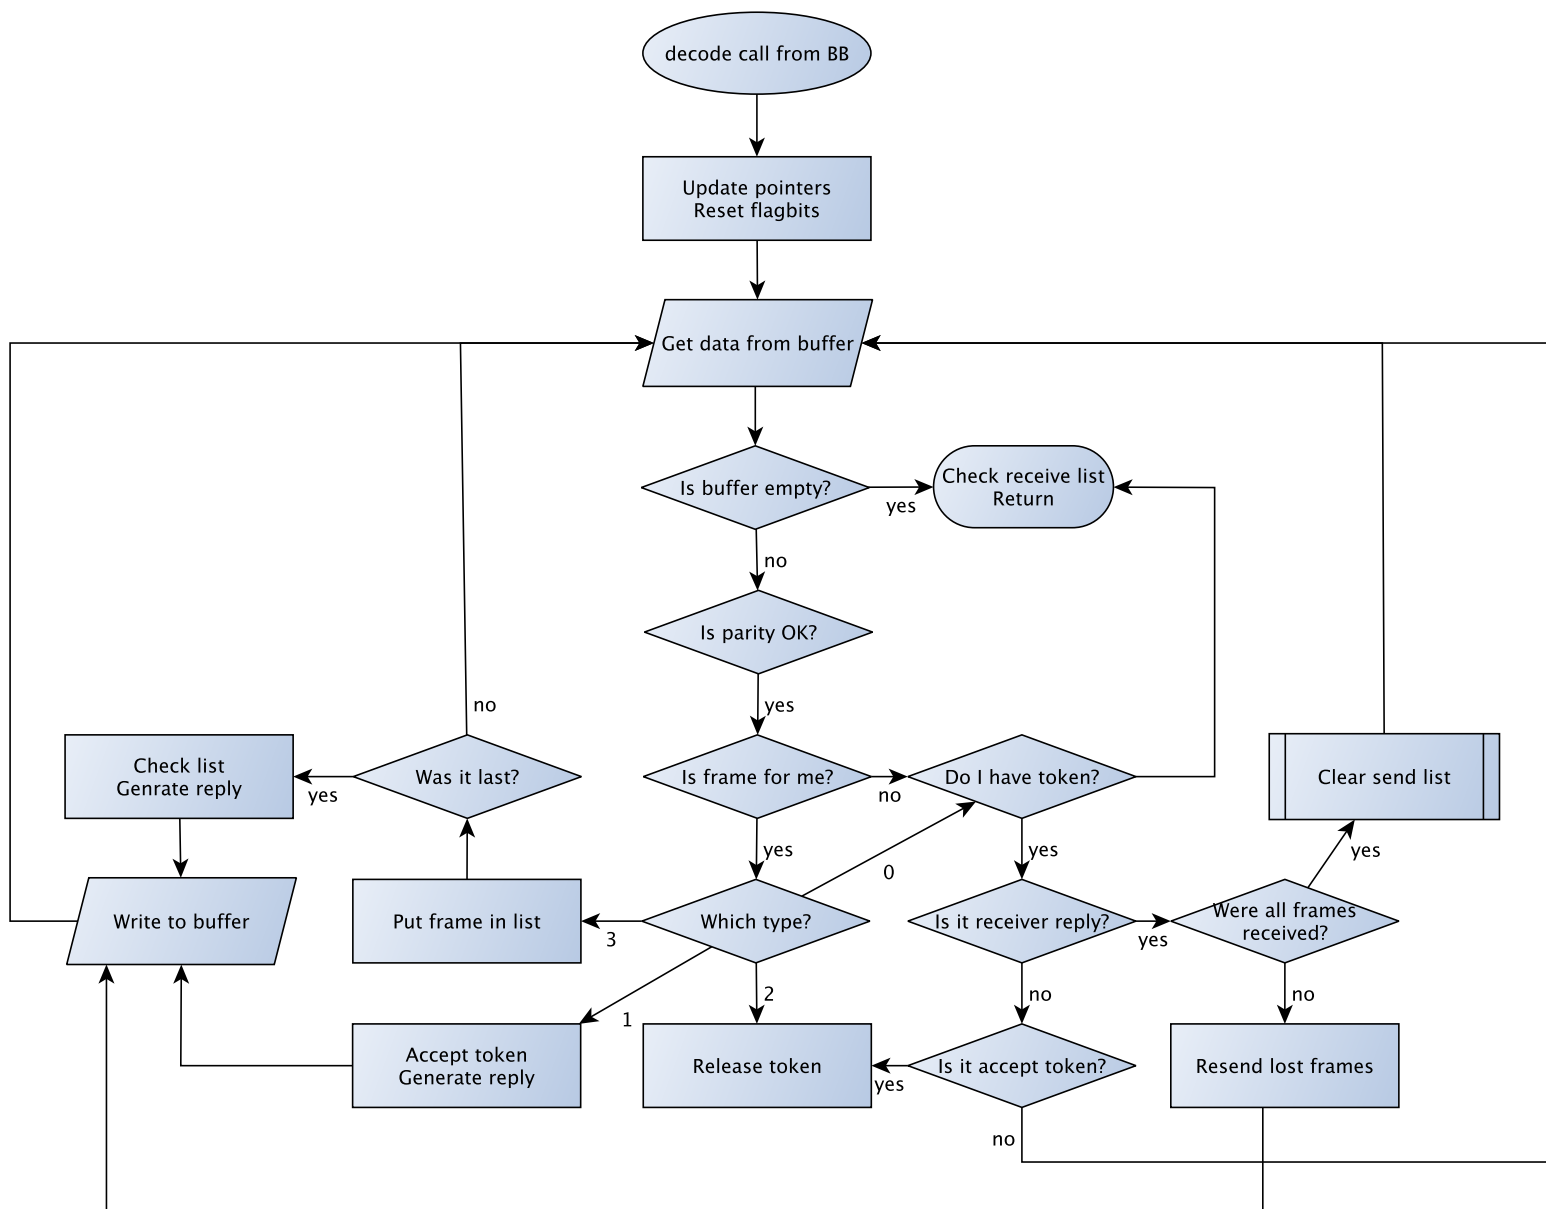 decode call from BB
Update pointers
Reset flagbits
Get data from buffer
Is buffer empty?
yes
Check receive list
Return
no
Is parity OK?
yes
no
Check list
Genrate reply
yes
Was it last?
Is frame for me?
no
Do I have token?
Clear send list
yes
yes
yes
0
Write to buffer
Put frame in list
3
Which type?
Is it receiver reply?
yes
Were all frames
received?
2
no
no
1
Accept token
Generate reply
Release token
yes
Is it accept token?
Resend lost frames
no